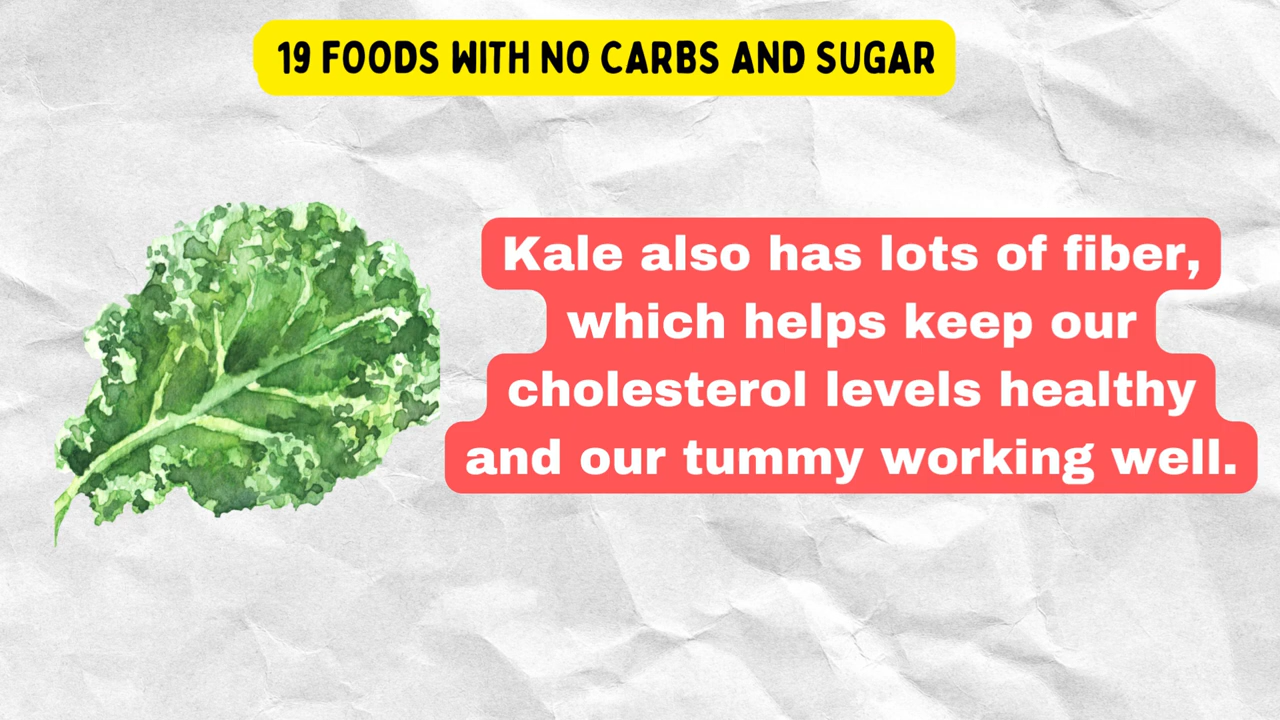 19 FOODS WITH NO CARBS AND SUGAR
Kale also has lots of fiber,
which helps keep our
cholesterol levels healthy
and our tummy working well.